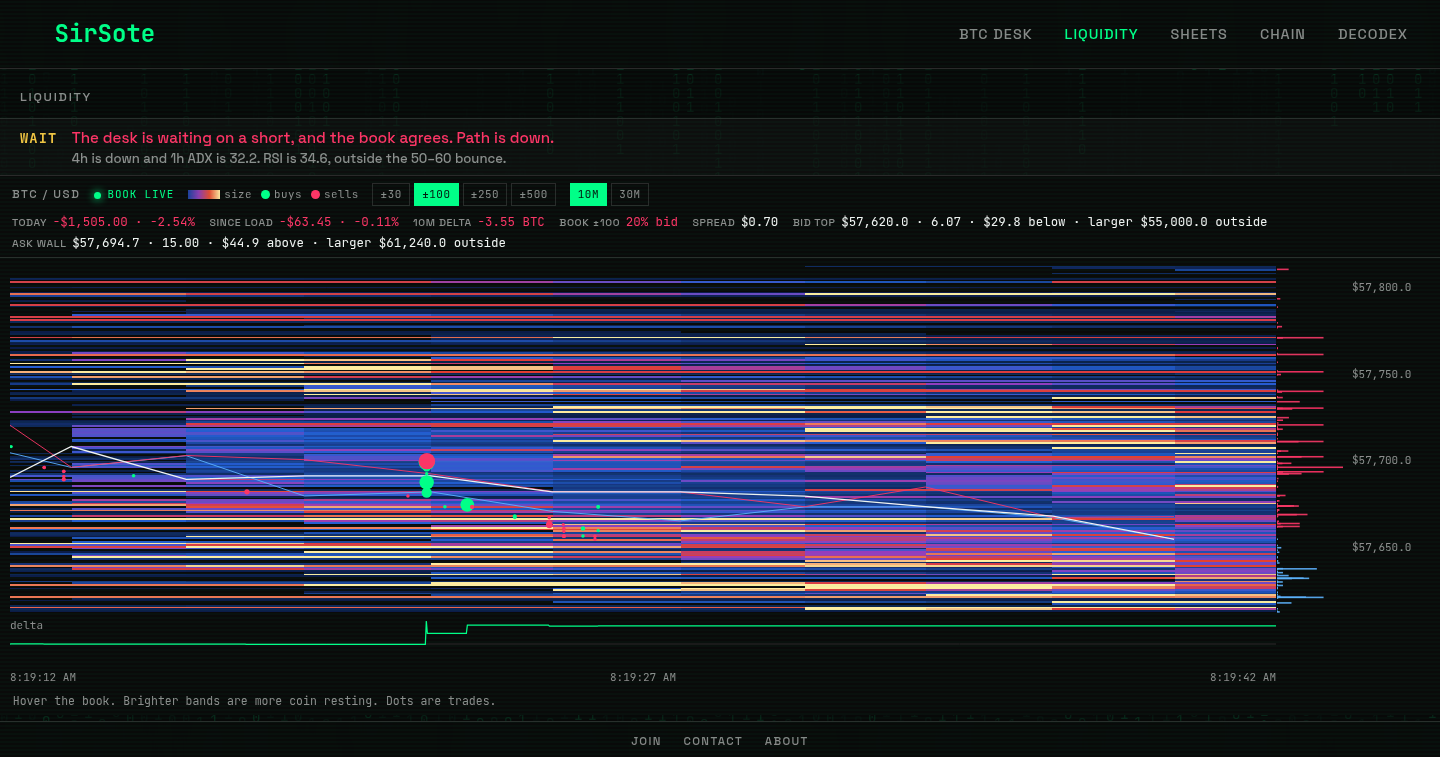 SirSote
BTC DESK LIQUIDITY SHEETS CHAIN DECODEX
LIQUIDITY
WAIT The desk is waiting on a short, and the book agrees. Path is down.
4h is down and 1h ADX is 32.2. RSI is 34.6, outside the 50–60 bounce.
BTC / USD BOOK LIVE size buys sells ±30 ±100 ±250 ±500 10M 30M
TODAY -$1,505.00 · -2.54% SINCE LOAD -$63.45 · -0.11% 10M DELTA -3.55 BTC BOOK ±100 20% bid SPREAD $0.70 BID TOP $57,620.0 · 6.07 · $29.8 below · larger $55,000.0 outside
ASK WALL $57,694.7 · 15.00 · $44.9 above · larger $61,240.0 outside
$57,800.0
$57,750.0
$57,700.0
$57,650.0
delta
8:19:12 AM 8:19:27 AM 8:19:42 AM
Hover the book. Brighter bands are more coin resting. Dots are trades.
JOIN CONTACT ABOUT